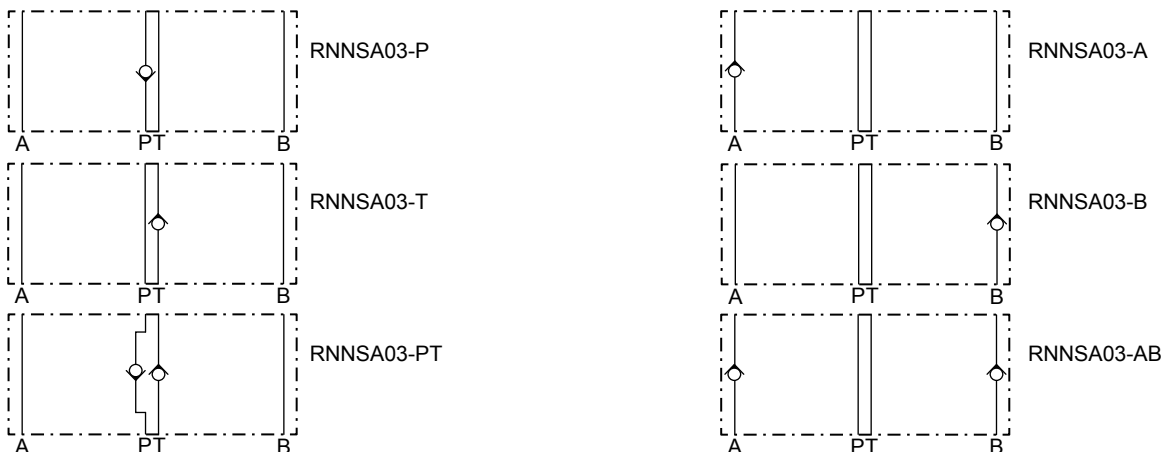 RNNSA03-P
A PT B
RNNSA03-T
A PT B
RNNSA03-PT
A PT B
RNNSA03-A
A PT B
RNNSA03-B
A PT B
RNNSA03-AB
A PT B